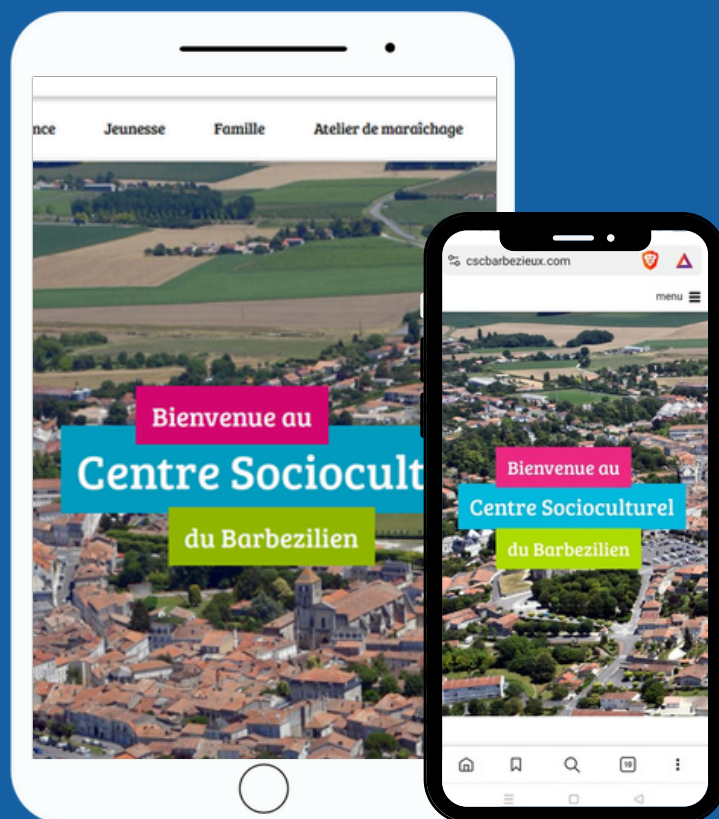 nce Jeunesse Famille Atelier de maraîchage
Bienvenue au
Centre Sociocult
du Barbezilien
cscbarbezieux.com
menu
Bienvenue au
Centre Socioculturel
du Barbezilien
10